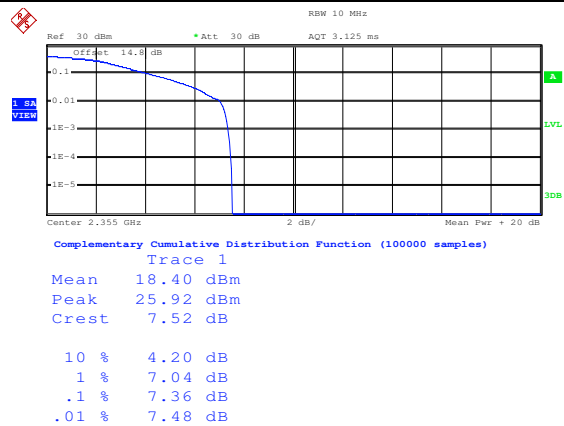 RBW 10 MHz
Ref 30 dBm *Att 30 dB AQT 3.125 ms
Offset 14.8 dB
0.1
A
0.01
1 SA
VIEW
1E-3
LVL
1E-4
1E-5
3DB
Center 2.355 GHz 2 dB/ Mean Pwr + 20 dB
Complementary Cumulative Distribution Function (100000 samples)
Trace 1
Mean 18.40 dBm
Peak 25.92 dBm
Crest 7.52 dB
10 % 4.20 dB
1 % 7.04 dB
.1 % 7.36 dB
.01 % 7.48 dB